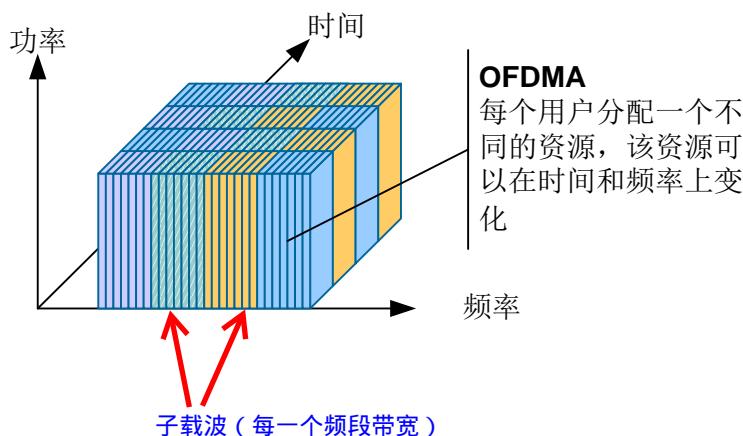 功率
时间
OFDMA
每个用户分配一个不
同的资源，该资源可
以在时间和频率上变
化
频率
子载波（每一个频段带宽）